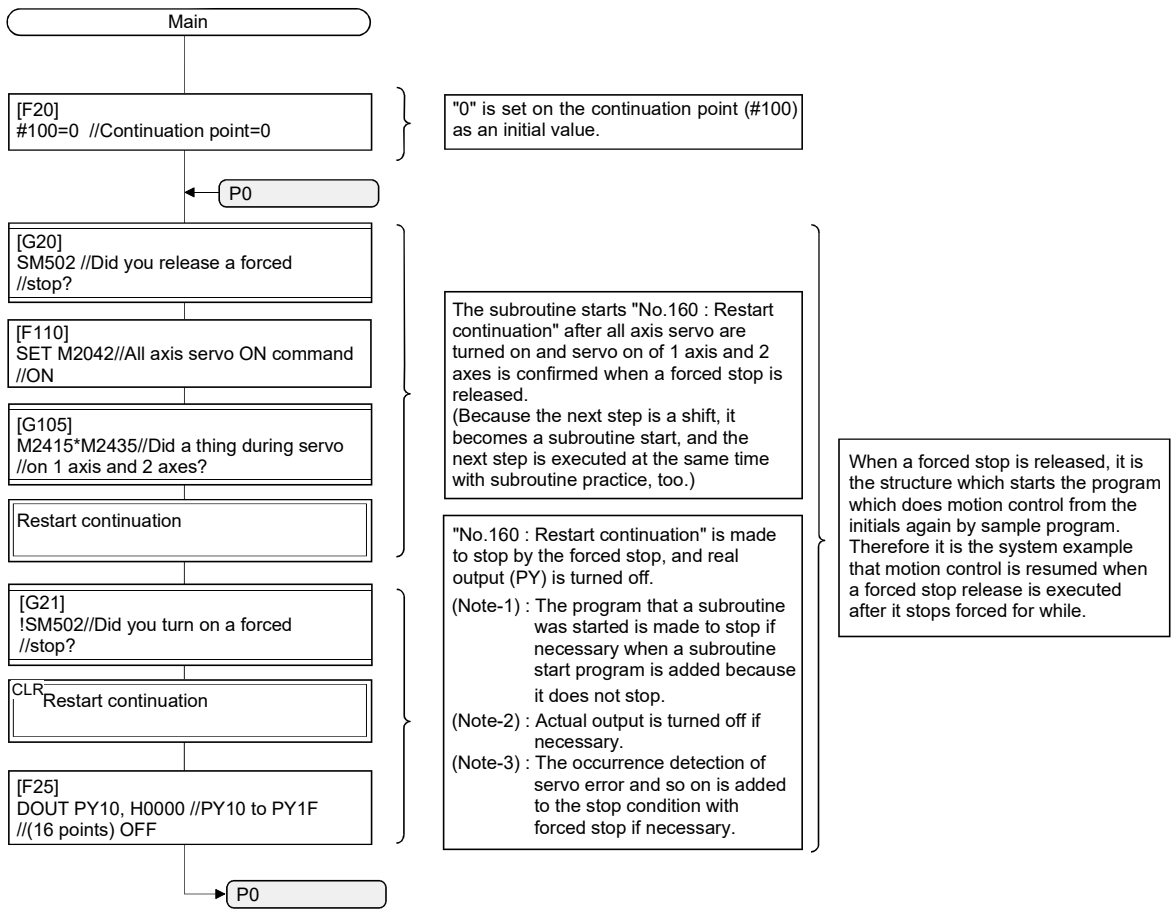 Main
[F20]
#100=0 //Continuation point=0
"0" is set on the continuation point (#100)
as an initial value.
P0
[G20]
SM502 //Did you release a forced
//stop?
[F110]
SET M2042//All axis servo ON command
//ON
[G105]
M2415*M2435//Did a thing during servo
//on 1 axis and 2 axes?
Restart continuation
The subroutine starts "No.160 : Restart
continuation" after all axis servo are
turned on and servo on of 1 axis and 2
axes is confirmed when a forced stop is
released.
(Because the next step is a shift, it
becomes a subroutine start, and the
next step is executed at the same time
with subroutine practice, too.)
[G21]
!SM502//Did you turn on a forced
//stop?
CLR
Restart continuation
[F25]
DOUT PY10, H0000 //PY10 to PY1F
//(16 points) OFF
"No.160 : Restart continuation" is made
to stop by the forced stop, and real
output (PY) is turned off.
(Note-1) : The program that a subroutine
was started is made to stop if
necessary when a subroutine
start program is added because
it does not stop.
(Note-2) : Actual output is turned off if
necessary.
(Note-3) : The occurrence detection of
servo error and so on is added
to the stop condition with
forced stop if necessary.
When a forced stop is released, it is
the structure which starts the program
which does motion control from the
initials again by sample program.
Therefore it is the system example
that motion control is resumed when
a forced stop release is executed
after it stops forced for while.
P0